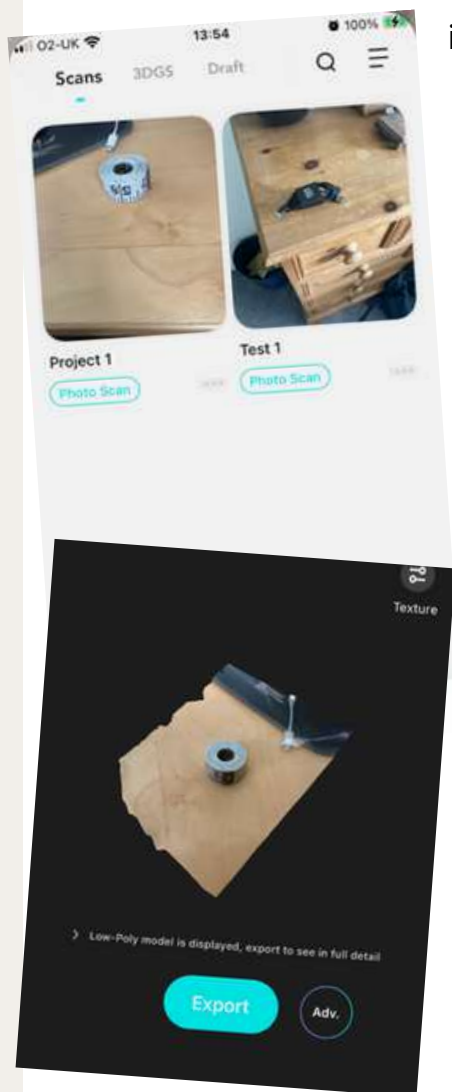 O2-UK 13:54 100%
Scans 3DGS Draft
Project 1 Test 1
Photo Scan Photo Scan
Texture
Low-Poly model is displayed, export to see in full detail
Export Adv.